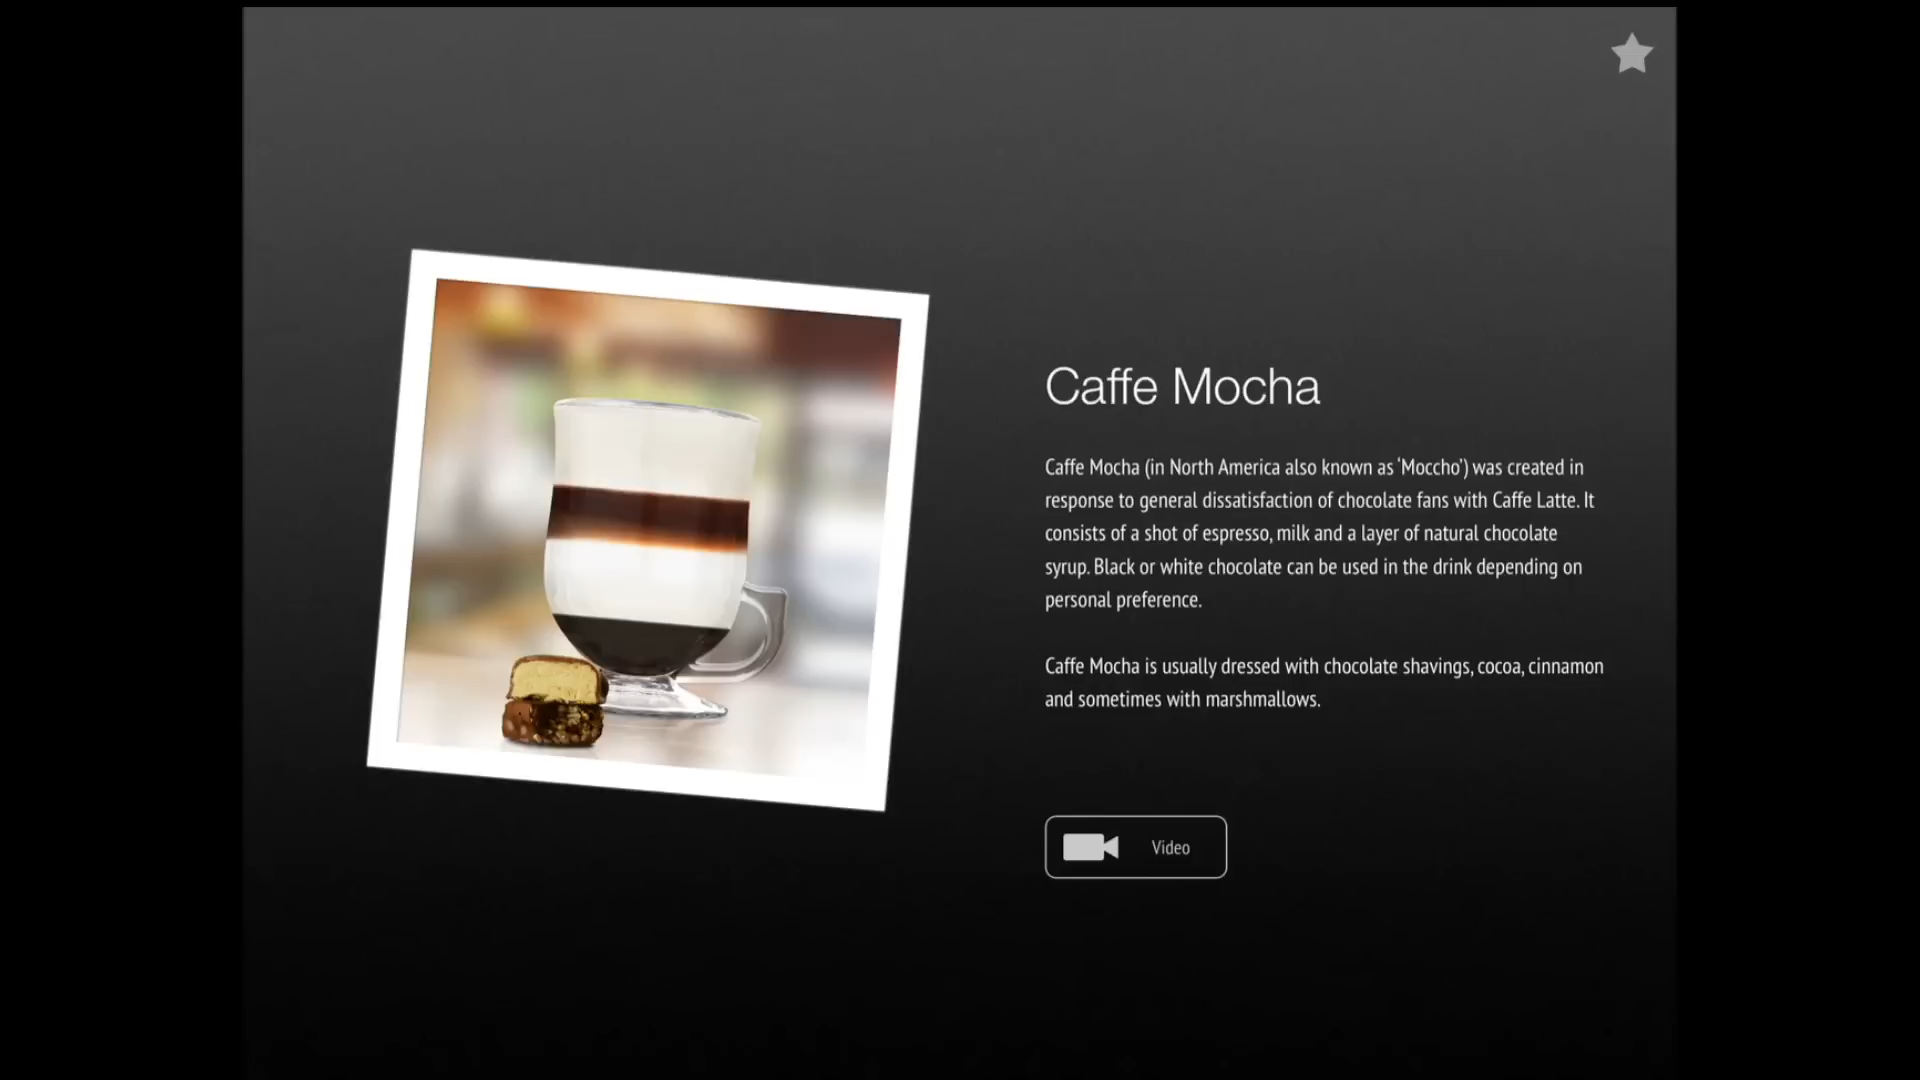 Caffe Mocha
Caffe Mocha (in North America also known as ‘Moccho’) was created in
response to general dissatisfaction of chocolate fans with Caffe Latte. It
consists of a shot of espresso, milk and a layer of natural chocolate
syrup. Black or white chocolate can be used in the drink depending on
personal preference.
Caffe Mocha is usually dressed with chocolate shavings, cocoa, cinnamon
and sometimes with marshmallows.
Video